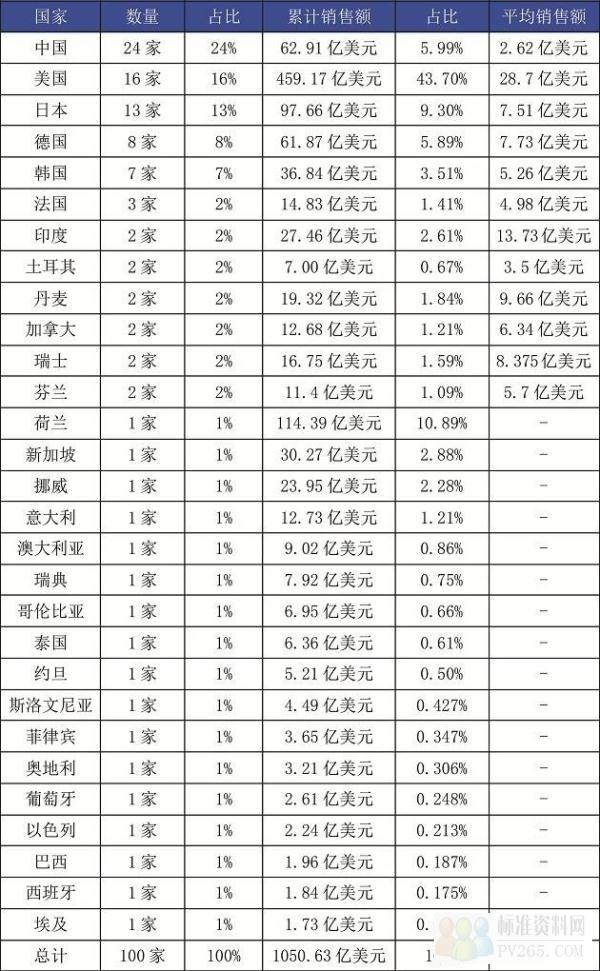 国家 数量 占比 累计销售额 占比 平均销售额
中国 24 家 24% 62.91 亿美元 5.99% 2.62 亿美元
美国 16 家 16% 459.17 亿美元 43.70% 28.7 亿美元
日本 13 家 13% 97.66 亿美元 9.30% 7.51 亿美元
德国 8 家 8% 61.87 亿美元 5.89% 7.73 亿美元
韩国 7 家 7% 36.84 亿美元 3.51% 5.26 亿美元
法国 3 家 2% 14.83 亿美元 1.41% 4.98 亿美元
印度 2 家 2% 27.46 亿美元 2.61% 13.73 亿美元
土耳其 2 家 2% 7.00 亿美元 0.67% 3.5 亿美元
丹麦 2 家 2% 19.32 亿美元 1.84% 9.66 亿美元
加拿大 2 家 2% 12.68 亿美元 1.21% 6.34 亿美元
瑞士 2 家 2% 16.75 亿美元 1.59% 8.375 亿美元
芬兰 2 家 2% 11.4 亿美元 1.09% 5.7 亿美元
荷兰 1 家 1% 114.39 亿美元 10.89% -
新加坡 1 家 1% 30.27 亿美元 2.88% -
挪威 1 家 1% 23.95 亿美元 2.28% -
意大利 1 家 1% 12.73 亿美元 1.21% -
澳大利亚 1 家 1% 9.02 亿美元 0.86% -
瑞典 1 家 1% 7.92 亿美元 0.75% -
哥伦比亚 1 家 1% 6.95 亿美元 0.66% -
泰国 1 家 1% 6.36 亿美元 0.61% -
约旦 1 家 1% 5.21 亿美元 0.50% -
斯洛文尼亚 1 家 1% 4.49 亿美元 0.427% -
菲律宾 1 家 1% 3.65 亿美元 0.347% -
奥地利 1 家 1% 3.21 亿美元 0.306% -
葡萄牙 1 家 1% 2.61 亿美元 0.248% -
以色列 1 家 1% 2.24 亿美元 0.213% -
巴西 1 家 1% 1.96 亿美元 0.187% -
西班牙 1 家 1% 1.84 亿美元 0.175% -
埃及 1 家 1% 1.73 亿美元
总计 100 家 100% 1050.63 亿美元
标准资料网
PV265.com